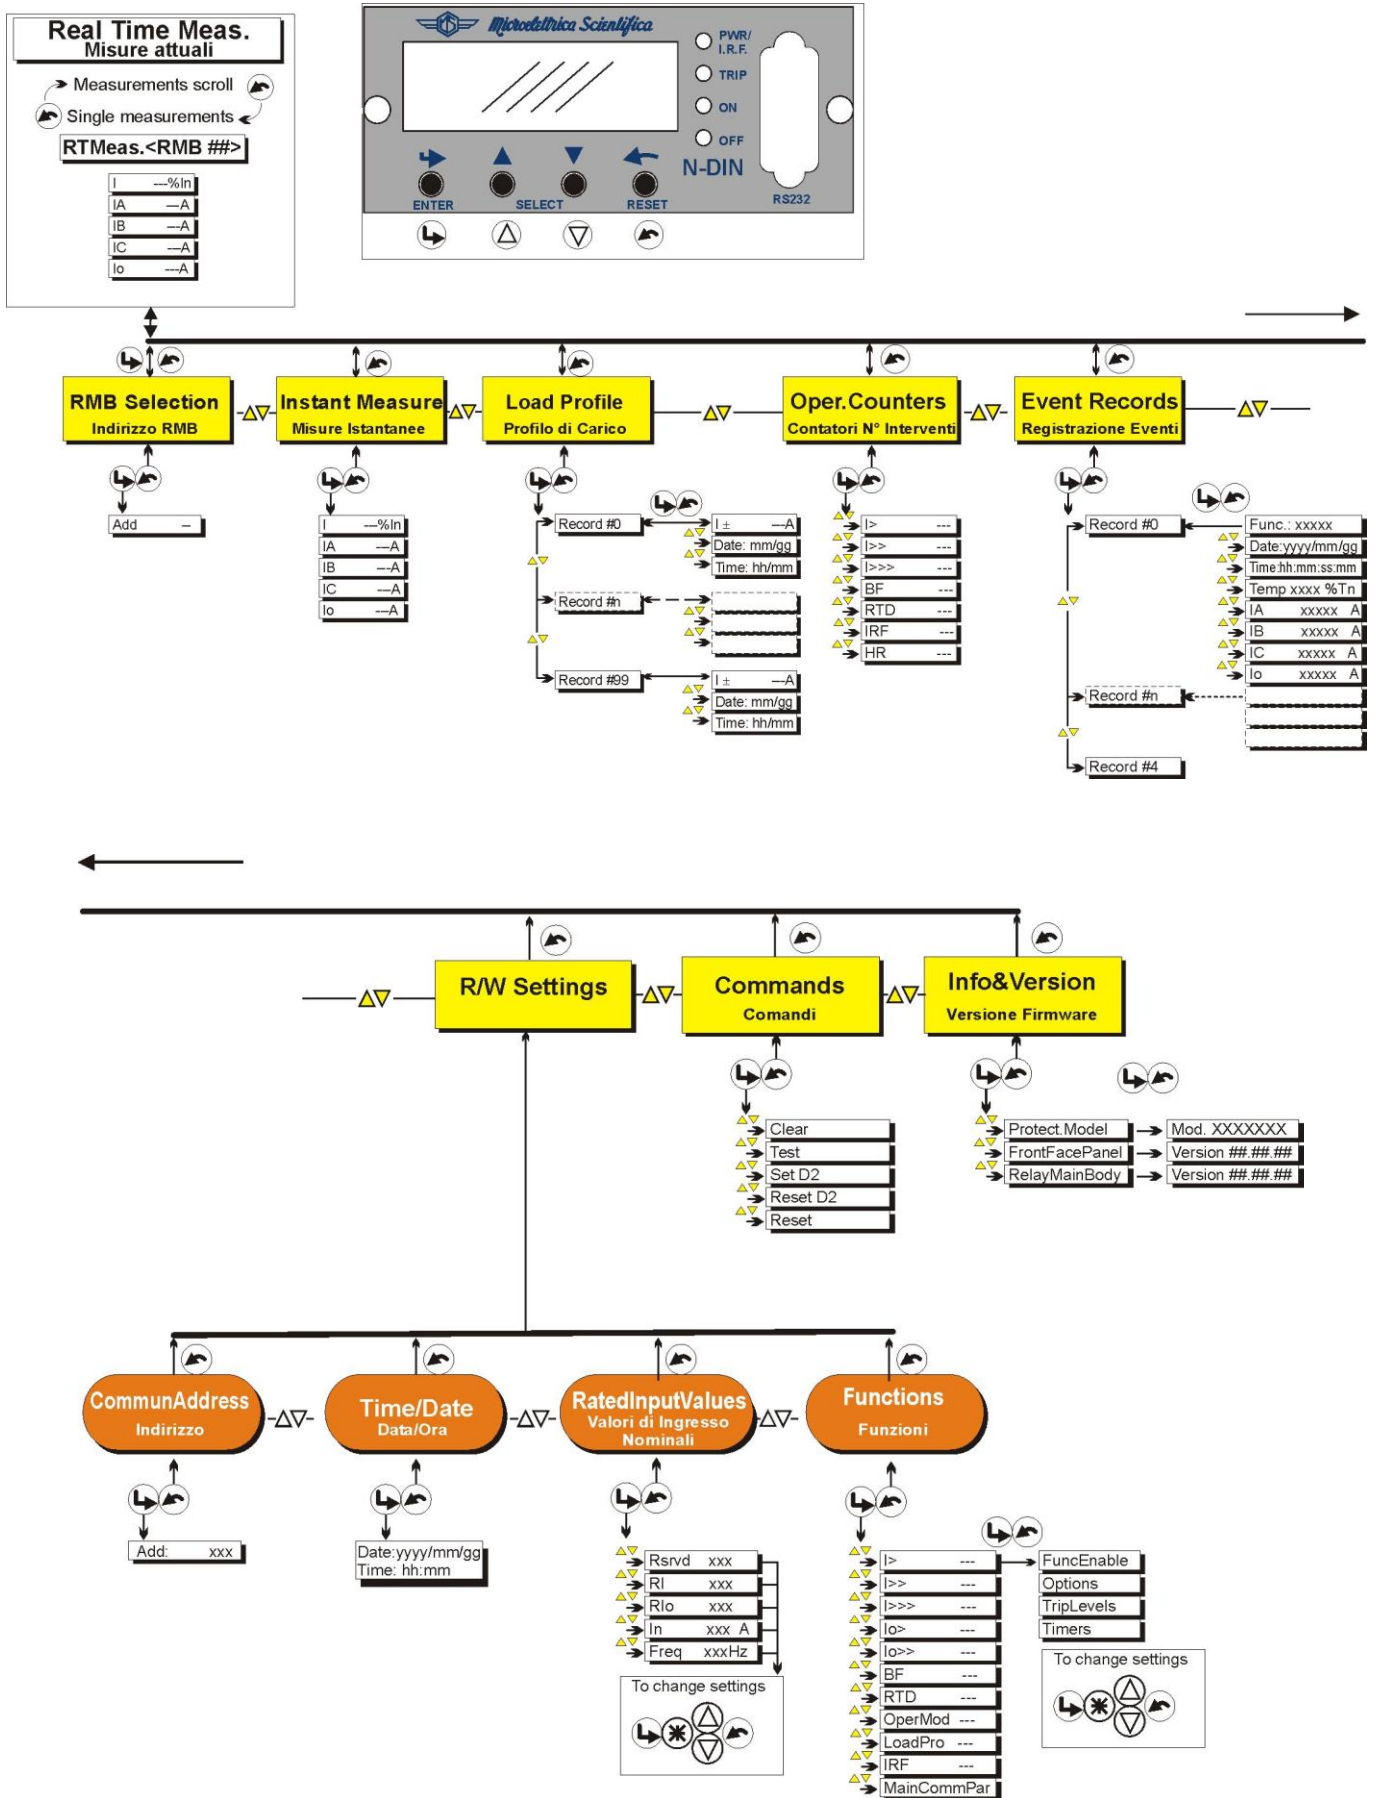 Real Time Meas.
Misure attuali
Measurements scroll
Single measurements
RTMeas.<RMB ##>
I ---%In
IA ---A
IB ---A
IC ---A
Io ---A
Microelettrica Scientifica
PWR/
I.R.F.
TRIP
ON
OFF
N-DIN
ENTER
SELECT
RESET
RS232
RMB Selection
Indirizzo RMB
Instant Measure
Misure Istantanee
Load Profile
Profilo di Carico
Oper.Counters
Contatori N° Interventi
Event Records
Registrazione Eventi
Add –
I ---%In
IA ---A
IB ---A
IC ---A
Io ---A
Record #0
I ± ---A
Date: mm/gg
Time: hh/mm
Record #n
Record #99
I ± ---A
Date: mm/gg
Time: hh/mm
I> ---
I>> ---
I>>> ---
BF ---
RTD ---
IRF ---
HR ---
Record #0
Func.: xxxxx
Date:yyyy/mm/gg
Time:hh:mm:ss:mm
Temp xxxx %Tn
IA xxxxx A
IB xxxxx A
IC xxxxx A
Io xxxxx A
Record #n
Record #4
R/W Settings
Commands
Comandi
Info&Version
Versione Firmware
Clear
Test
Set D2
Reset D2
Reset
Protect.Model
Mod. XXXXXXX
FrontFacePanel
Version ##.##.##
RelayMainBody
Version ##.##.##
CommunAddress
Indirizzo
Time/Date
Data/Ora
RatedInputValues
Valori di Ingresso
Nominali
Functions
Funzioni
Add: xxx
Date:yyyy/mm/gg
Time: hh:mm
Rsrvd xxx
RI xxx
RIo xxx
In xxx A
Freq xxxHz
To change settings
I> ---
I>> ---
I>>> ---
Io> ---
Io>> ---
BF ---
RTD ---
OperMod ---
LoadPro ---
IRF ---
MainCommPar
FuncEnable
Options
TripLevels
Timers
To change settings